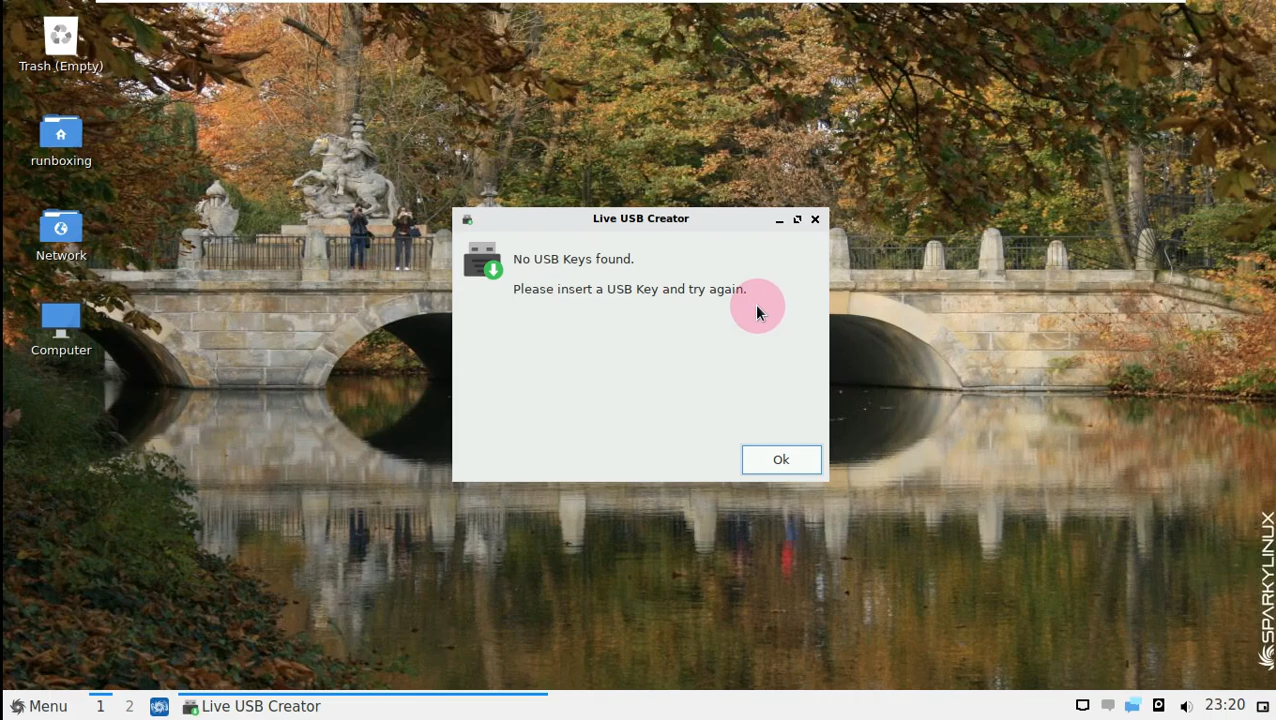 Trash (Empty)
runboxing
Network
Computer
Live USB Creator
No USB Keys found.
Please insert a USB Key and try again.
Ok
SPARKYLINUX
Menu 1 2 Live USB Creator 23:20